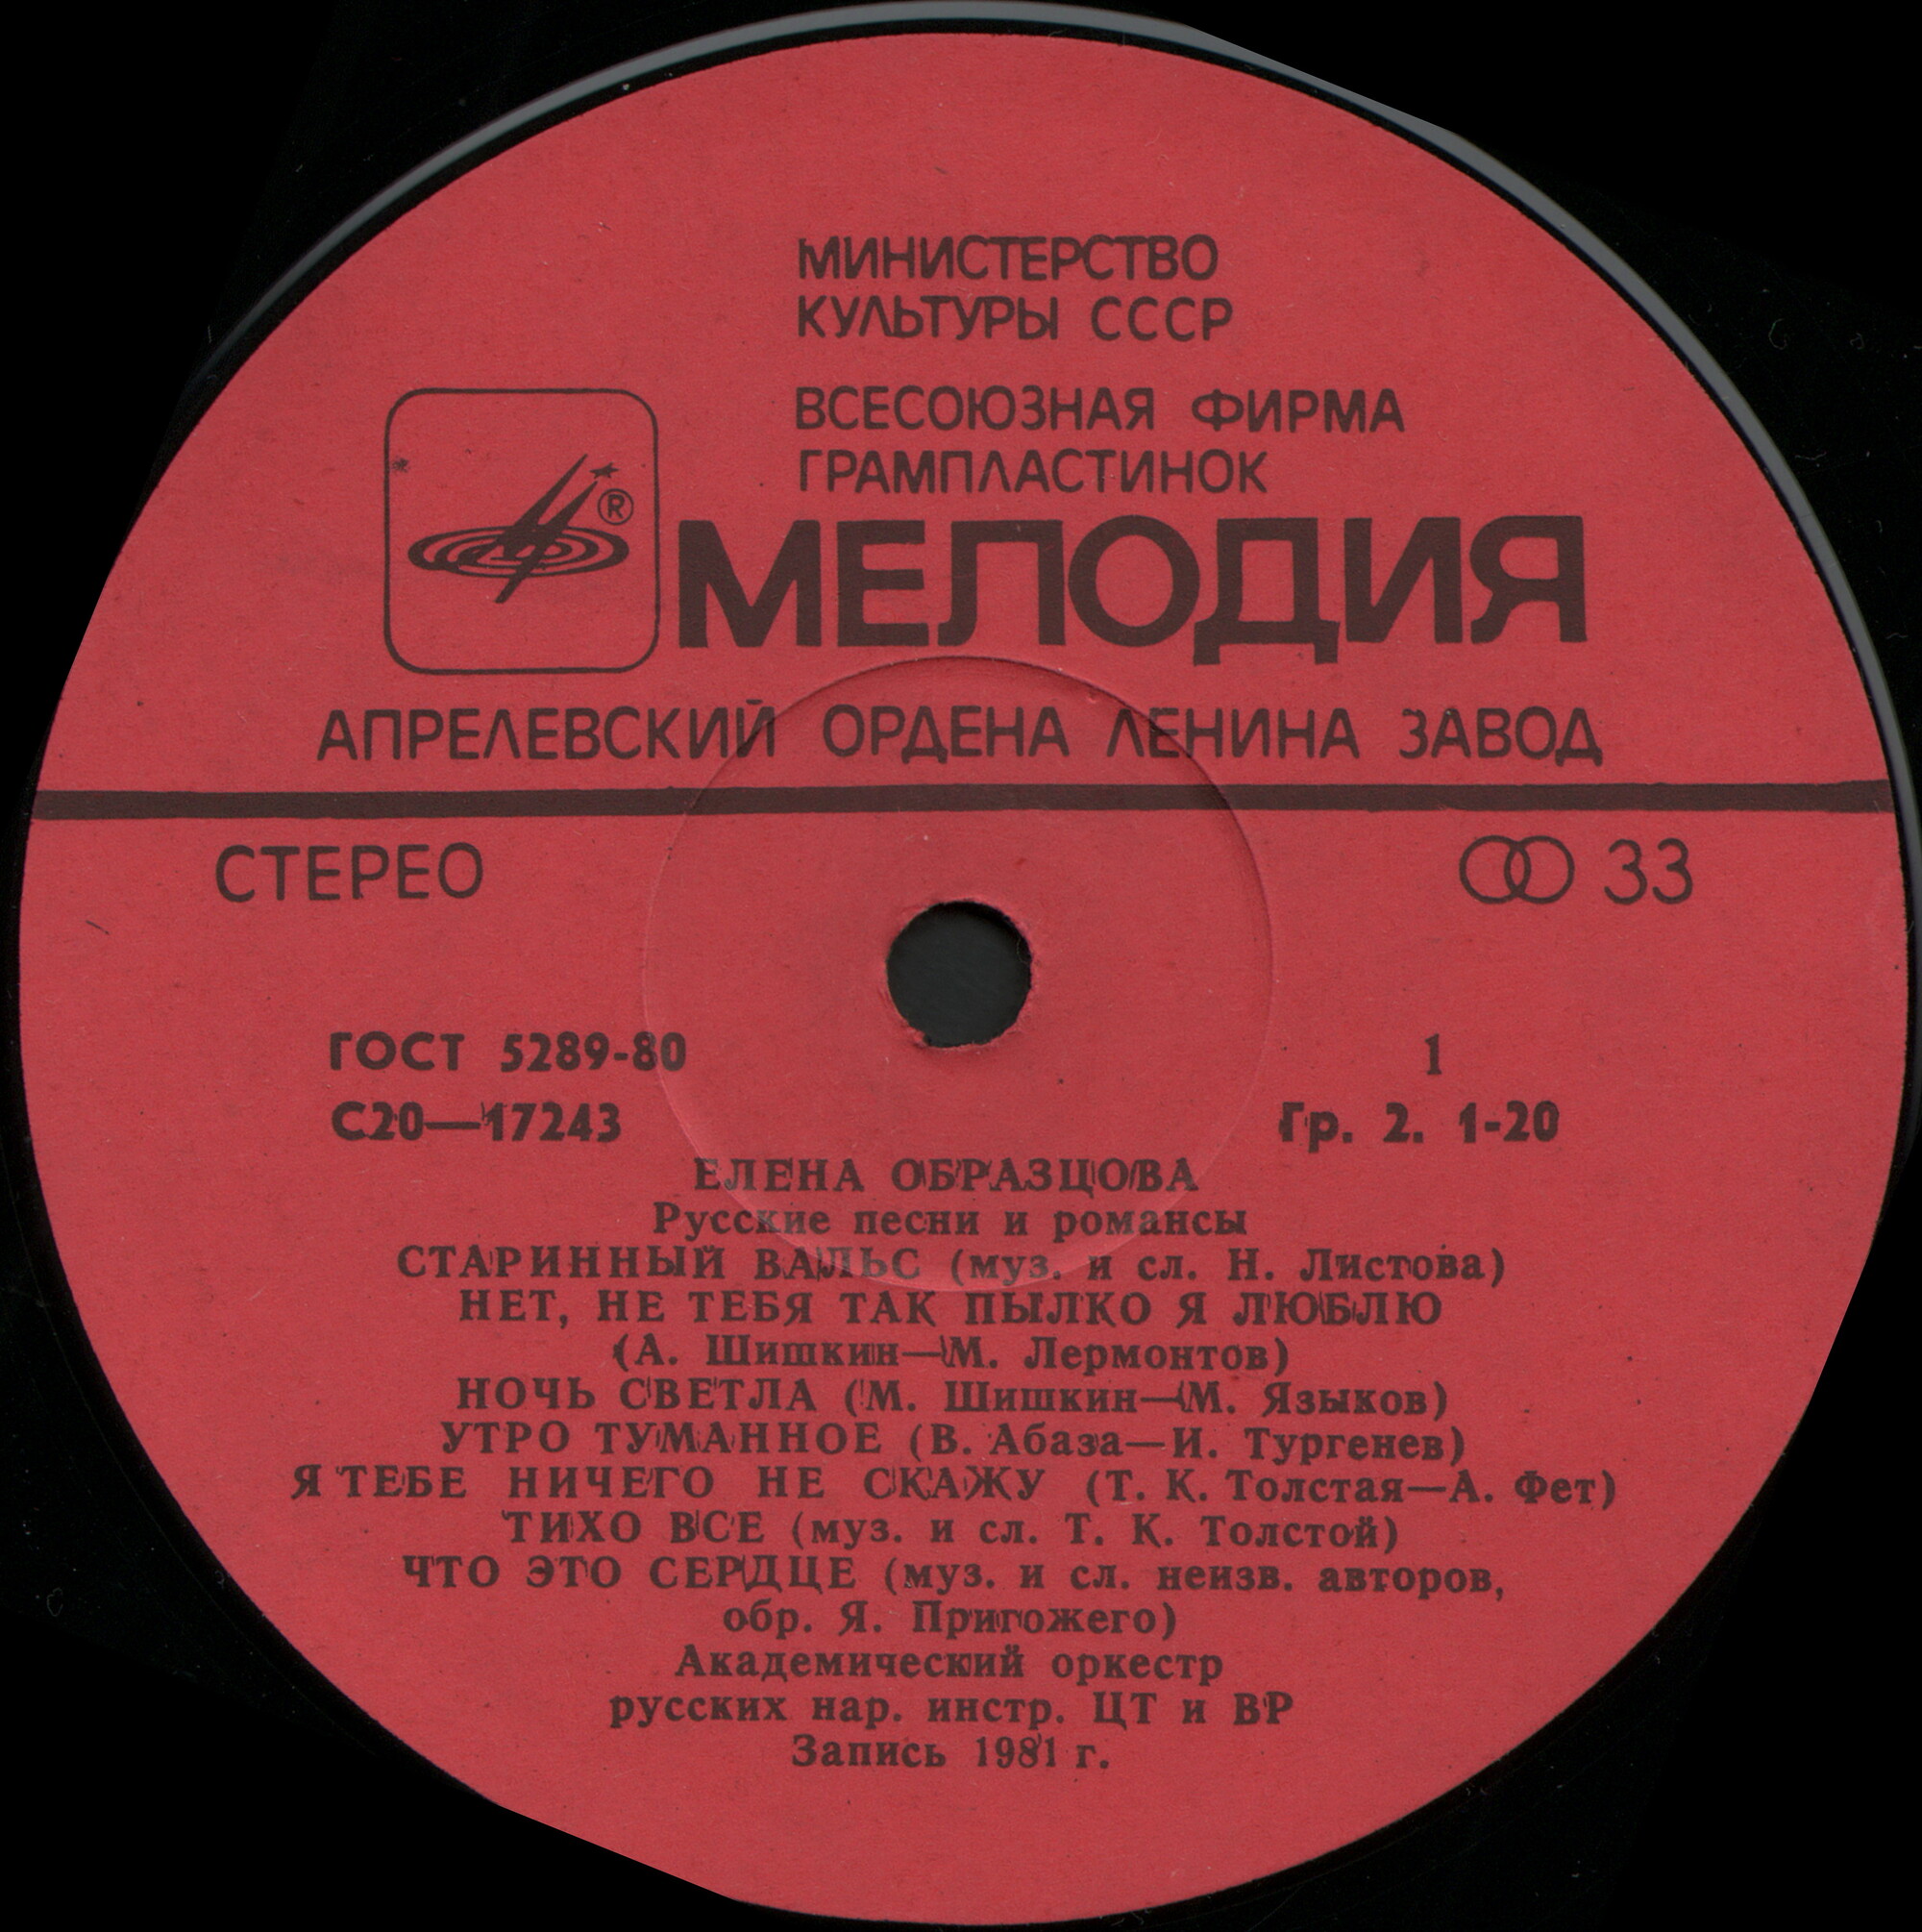 МИНИСТЕРСТВО
КУЛЬТУРЫ СССР
ВСЕСОЮЗНАЯ ФИРМА
ГРАМПЛАСТИНОК
®
МЕЛОДИЯ
АПРЕЛЕВСКИЙ ОРДЕНА ЛЕНИНА ЗАВОД
СТЕРЕО
33
ГОСТ 5289-80
1
С20—17243
Гр. 2. 1-20
ЕЛЕНА ОБРАЗЦОВА
Русские песни и романсы
СТАРИННЫЙ ВАЛЬС (муз. и сл. Н. Листова)
НЕТ, НЕ ТЕБЯ ТАК ПЫЛКО Я ЛЮБЛЮ
(А. Шишкин—М. Лермонтов)
НОЧЬ СВЕТЛА (М. Шишкин—М. Языков)
УТРО ТУМАННОЕ (В. Абаза—И. Тургенев)
Я ТЕБЕ НИЧЕГО НЕ СКАЖУ (Т. К. Толстая—А. Фет)
ТИХО ВСЕ (муз. и сл. Т. К. Толстой)
ЧТО ЭТО СЕРДЦЕ (муз. и сл. неизв. авторов,
обр. Я. Пригожего)
Академический оркестр
русских нар. инстр. ЦТ и ВР
Запись 1981 г.